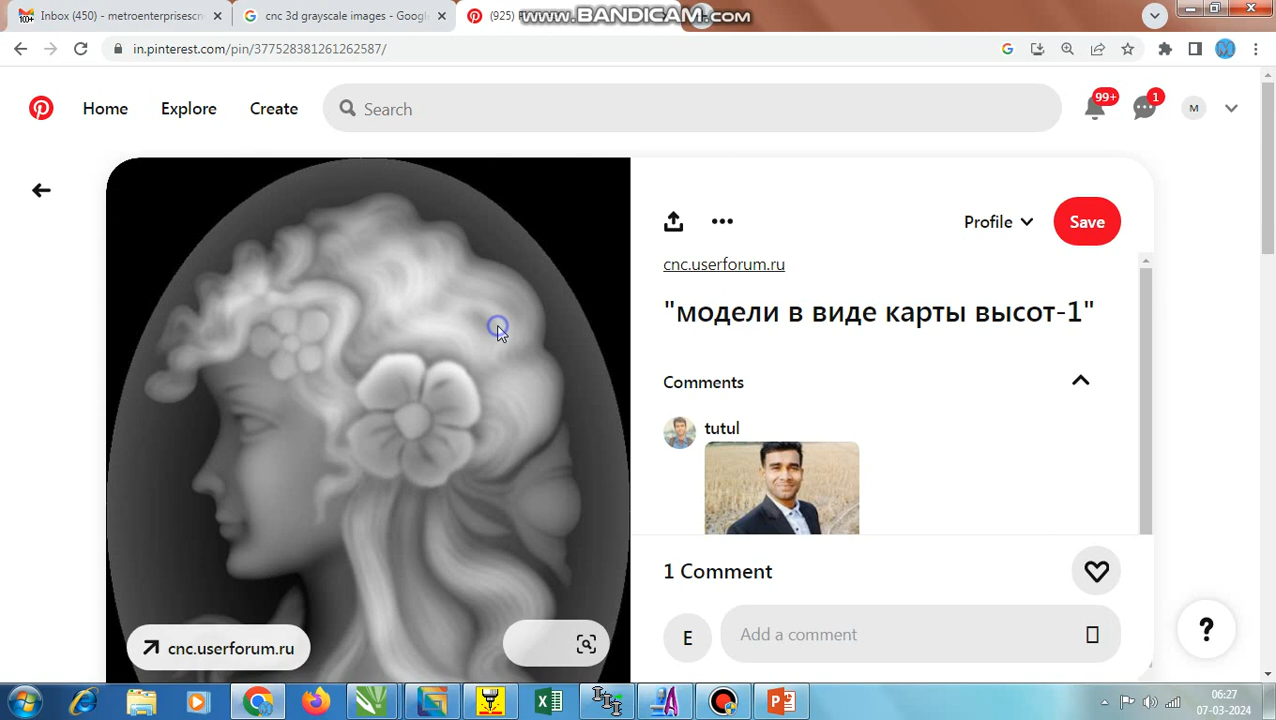 Inbox (450) - metroenterprisescn
cnc 3d grayscale images - Google
(925)
www.BANDICAM.com
in.pinterest.com/pin/377528381261262587/
Home
Explore
Create
Search
99+
1
M
Profile
Save
cnc.userforum.ru
"модели в виде карты высот-1"
Comments
tutul
1 Comment
E
Add a comment
cnc.userforum.ru
?
06:27
07-03-2024